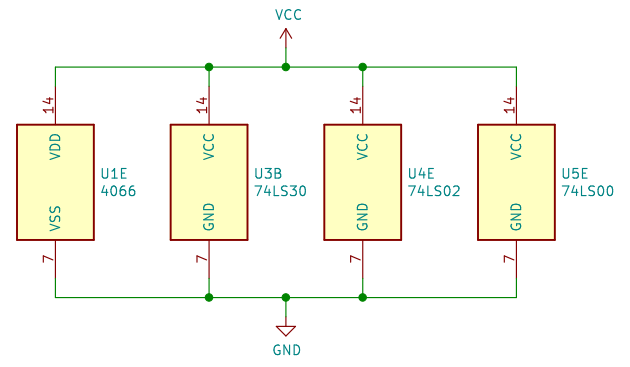 VCC
14
14
14
14
VDD
VCC
VCC
VCC
U1E
4066
U3B
74LS30
U4E
74LS02
U5E
74LS00
VSS
GND
GND
GND
7
7
7
7
GND